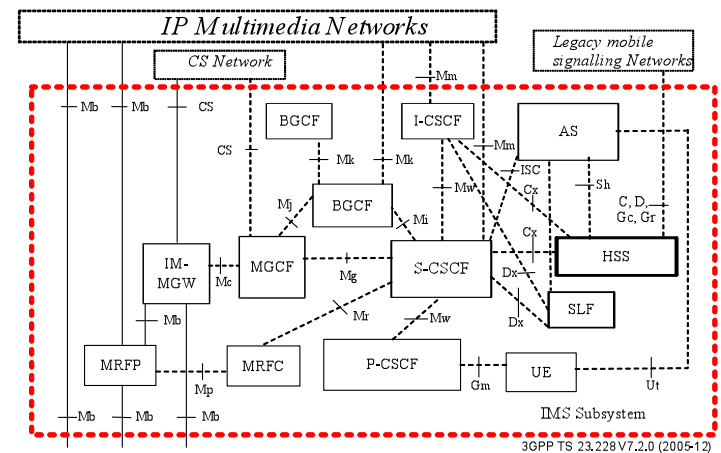 IP Multimedia Networks
Legacy mobile
signalling Networks
CS Network
Mm
Mb
Mb
CS
BGCF
I-CSCF
AS
CS
Mk
Mk
Mm
ISC
Mw
Cx
Sh
C, D,
Gc, Gr
BGCF
Mj
Mi
Cx
IM-
MGW
Mc
MGCF
Mg
S-CSCF
HSS
Dx
SLF
Dx
Mb
Mr
Mw
MRFP
Mp
MRFC
P-CSCF
Gm
UE
Ut
Mb
Mb
Mb
IMS Subsystem
3GPP TS 23.228 V7.2.0 (2005-12)